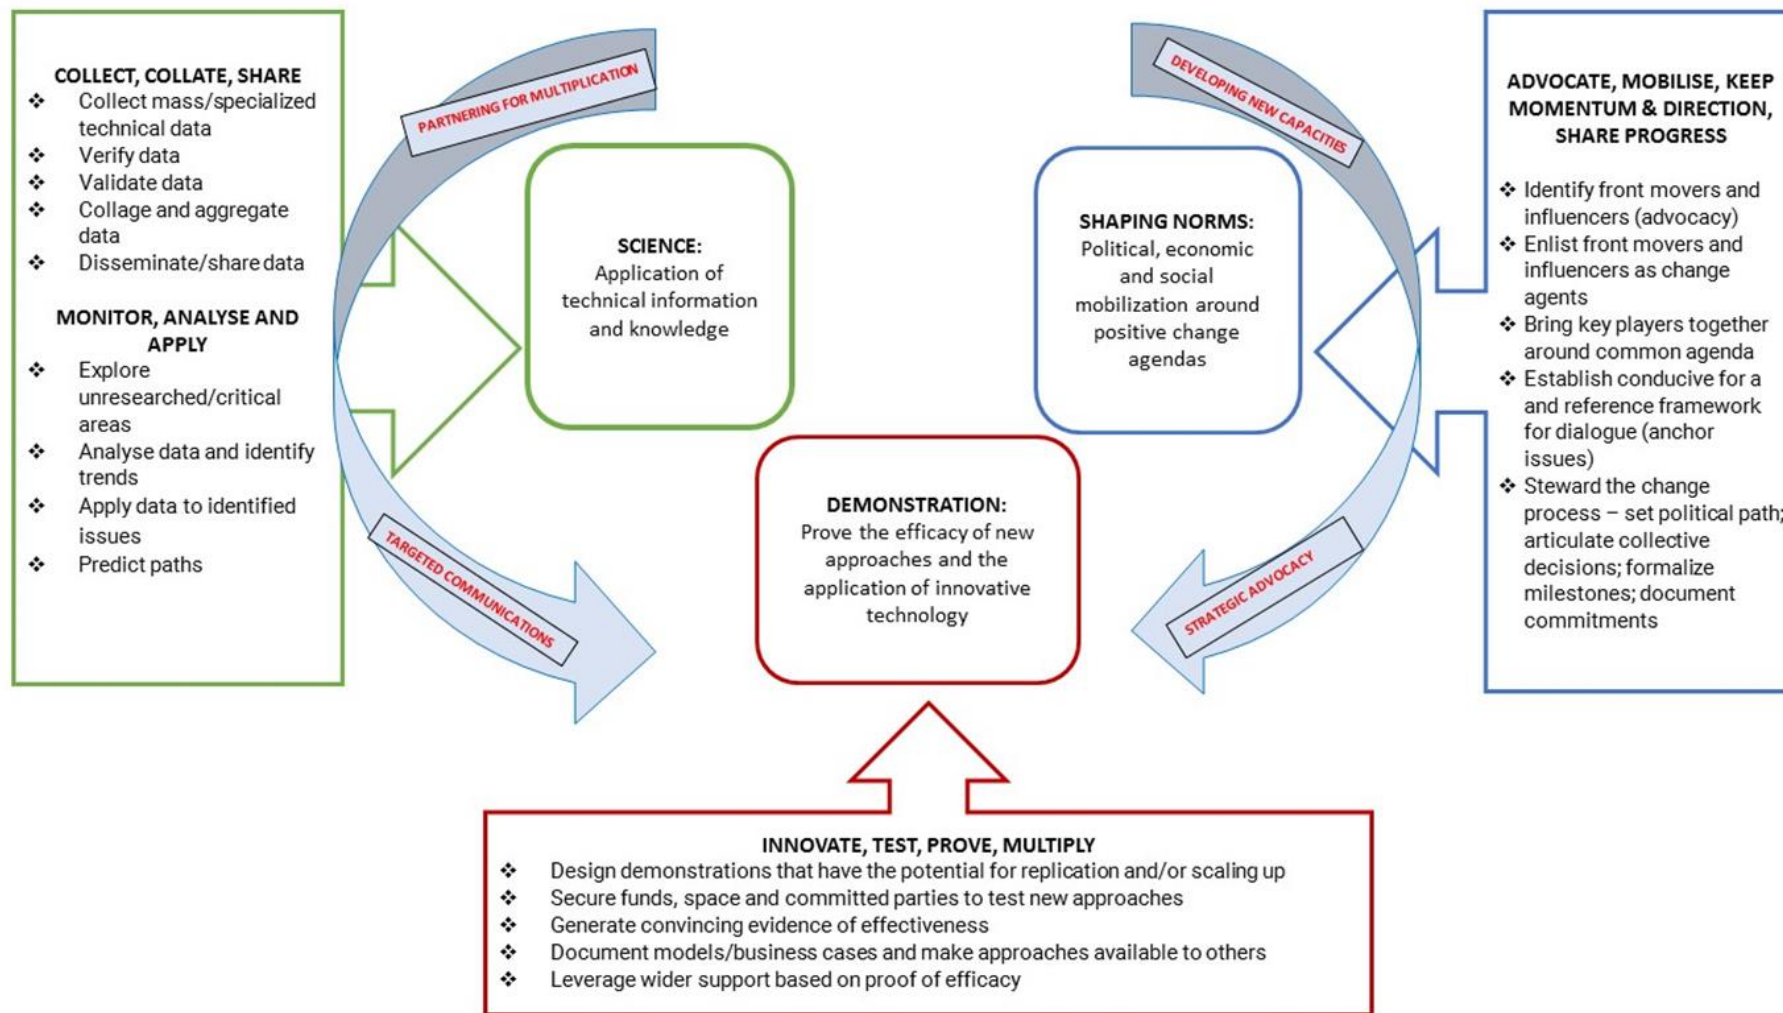 COLLECT, COLLATE, SHARE
❖ Collect mass/specialized
technical data
❖ Verify data
❖ Validate data
❖ Collage and aggregate
data
❖ Disseminate/share data
MONITOR, ANALYSE AND
APPLY
❖ Explore
unresearched/critical
areas
❖ Analyse data and identify
trends
❖ Apply data to identified
issues
❖ Predict paths
PARTNERING FOR MULTIPLICATION
TARGETED COMMUNICATIONS
SCIENCE:
Application of
technical information
and knowledge
DEMONSTRATION:
Prove the efficacy of new
approaches and the
application of innovative
technology
SHAPING NORMS:
Political, economic
and social
mobilization around
positive change
agendas
DEVELOPING NEW CAPACITIES
STRATEGIC ADVOCACY
ADVOCATE, MOBILISE, KEEP
MOMENTUM & DIRECTION,
SHARE PROGRESS
❖ Identify front movers and
influencers (advocacy)
❖ Enlist front movers and
influencers as change
agents
❖ Bring key players together
around common agenda
❖ Establish conducive for a
and reference framework
for dialogue (anchor
issues)
❖ Steward the change
process – set political path;
articulate collective
decisions; formalize
milestones; document
commitments
INNOVATE, TEST, PROVE, MULTIPLY
❖ Design demonstrations that have the potential for replication and/or scaling up
❖ Secure funds, space and committed parties to test new approaches
❖ Generate convincing evidence of effectiveness
❖ Document models/business cases and make approaches available to others
❖ Leverage wider support based on proof of efficacy